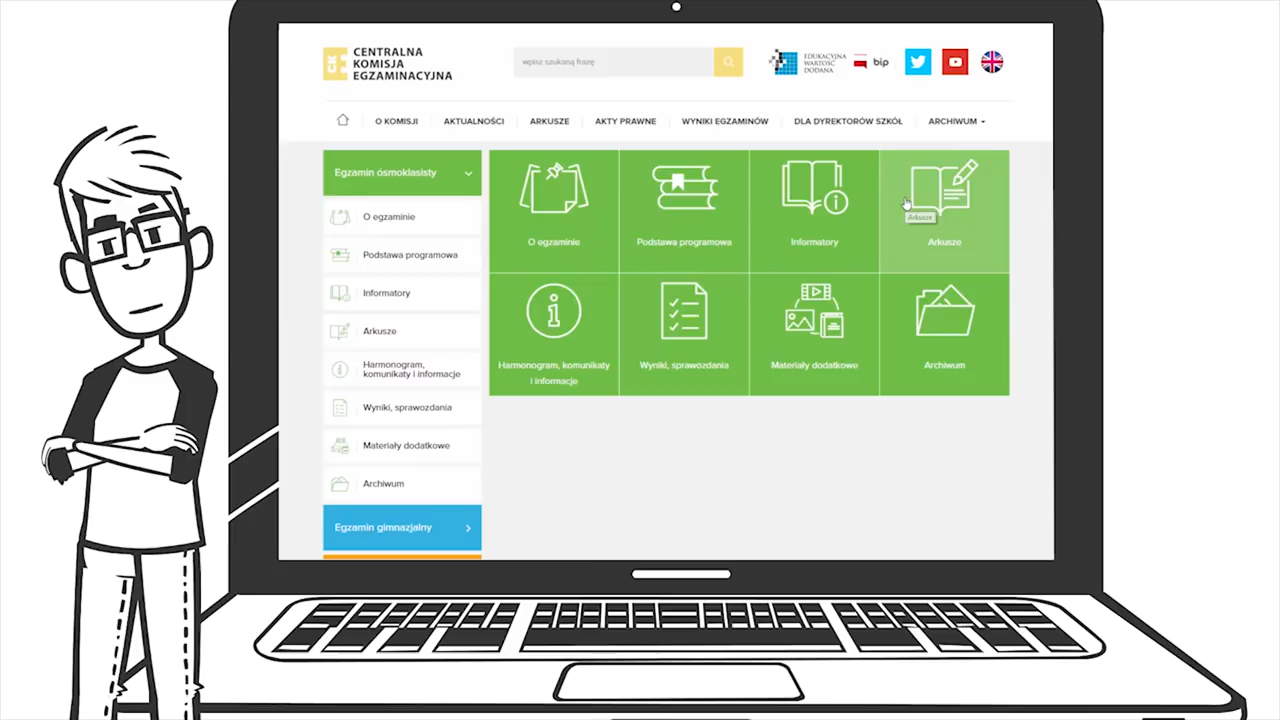 CKE
CENTRALNA
KOMISJA
EGZAMINACYJNA
wpisz szukaną frazę
EDUKACYJNA
WARTOŚĆ
DODANA
bip
O KOMISJI
AKTUALNOŚCI
ARKUSZE
AKTY PRAWNE
WYNIKI EGZAMINÓW
DLA DYREKTORÓW SZKÓŁ
ARCHIWUM
Egzamin ósmoklasisty
O egzaminie
Podstawa programowa
Informatory
Arkusze
Harmonogram,
komunikaty i informacje
Wyniki, sprawozdania
Materiały dodatkowe
Archiwum
Egzamin gimnazjalny
O egzaminie
Podstawa programowa
Informatory
Arkusze
Arkusze
Harmonogram, komunikaty
i informacje
Wyniki, sprawozdania
Materiały dodatkowe
Archiwum